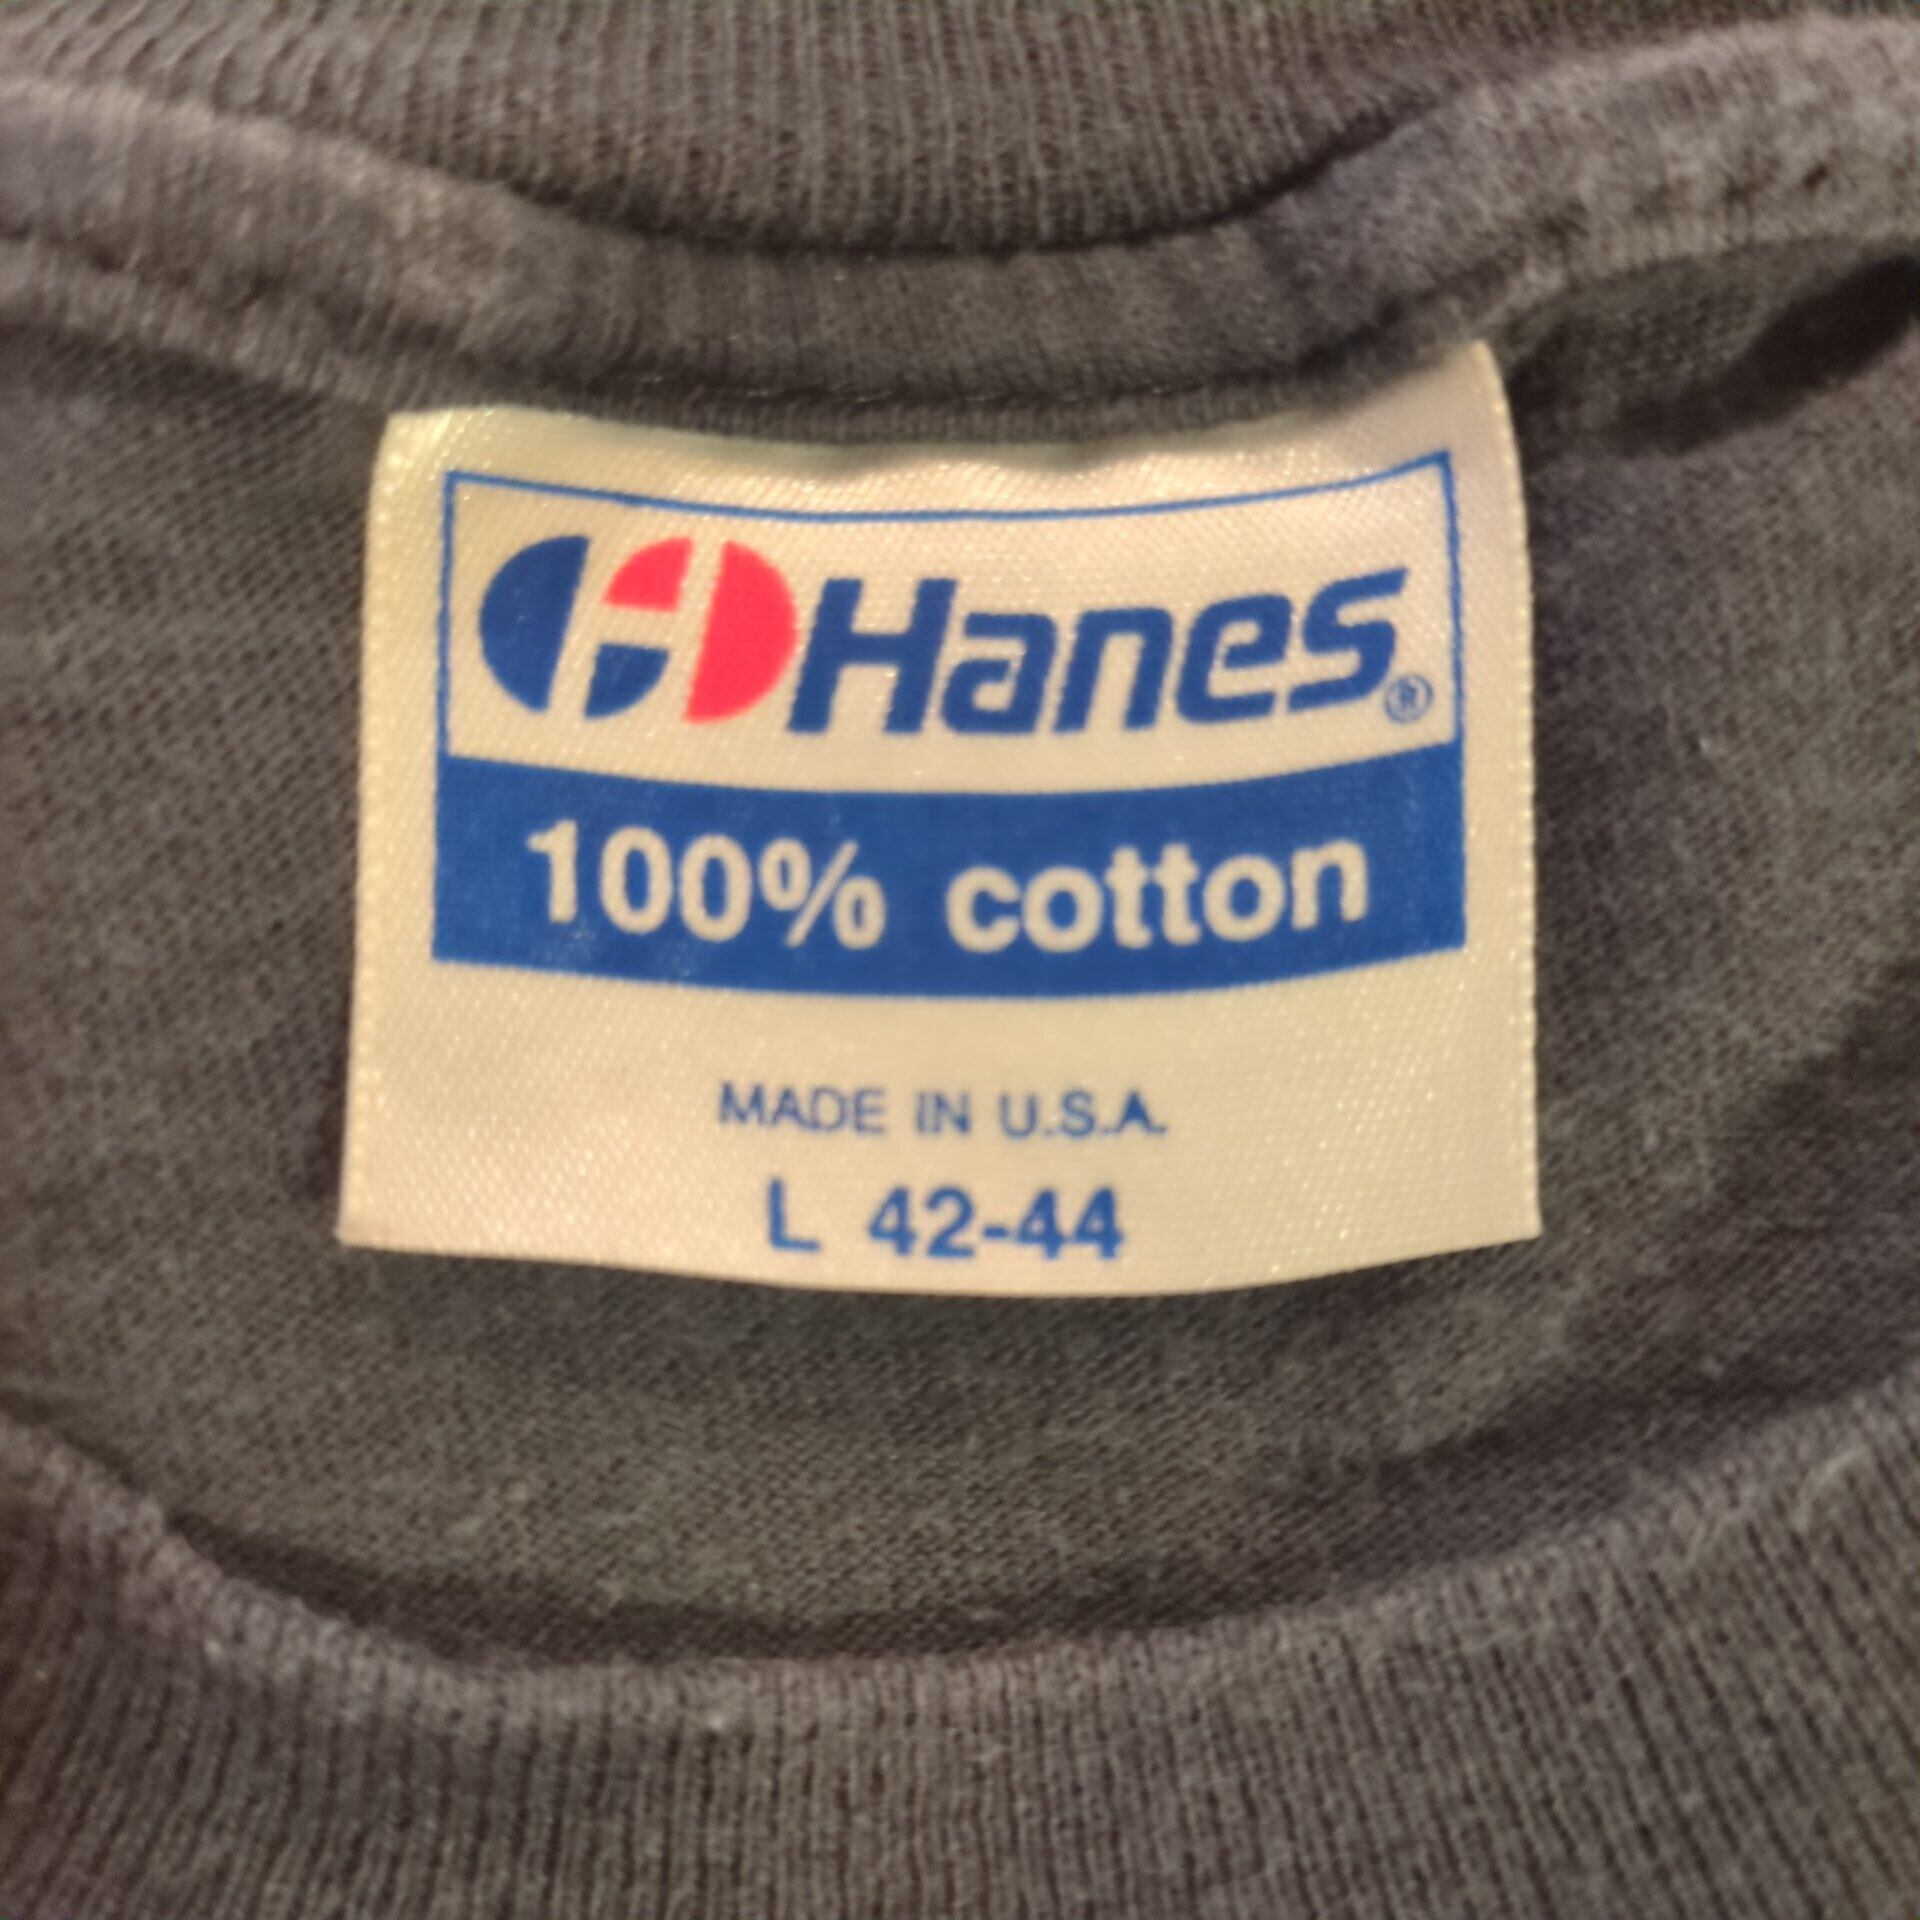 Hanes®
100% cotton
MADE IN U.S.A.
L 42-44